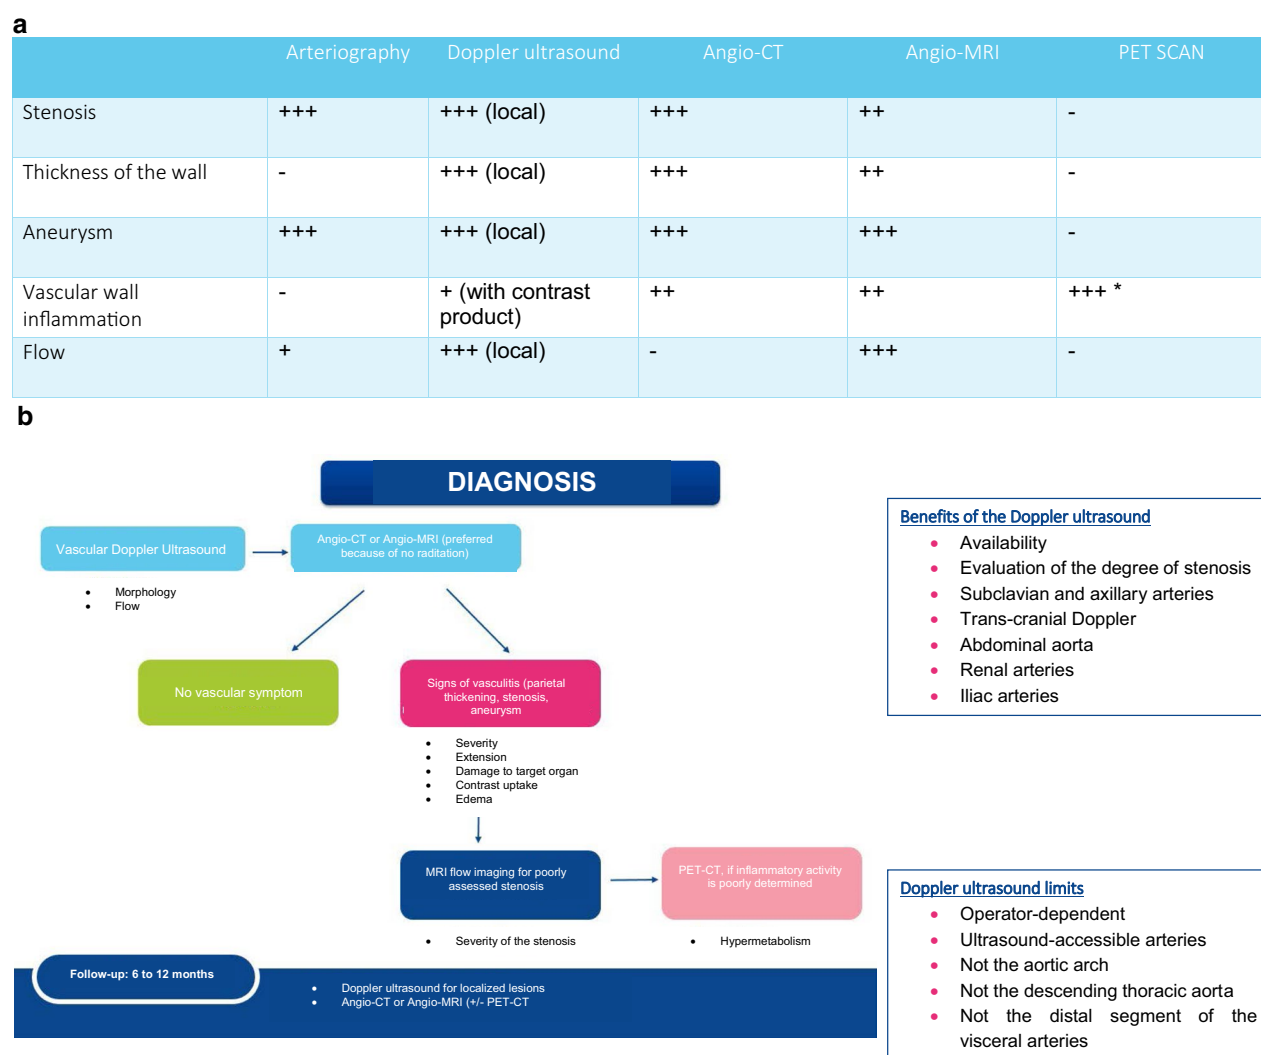 a
Arteriography Doppler ultrasound Angio-CT Angio-MRI PET SCAN
Stenosis +++ +++ (local) +++ ++ -
Thickness of the wall - +++ (local) +++ ++ -
Aneurysm +++ +++ (local) +++ +++ -
Vascular wall - + (with contrast ++ ++ +++ *
inflammation product)
Flow + +++ (local) - +++ -
b
DIAGNOSIS
Vascular Doppler Ultrasound
• Morphology
• Flow
Angio-CT or Angio-MRI (preferred
because of no raditation)
No vascular symptom
Signs of vasculitis (parietal
thickening, stenosis,
aneurysm
• Severity
• Extension
• Damage to target organ
• Contrast uptake
• Edema
MRI flow imaging for poorly
assessed stenosis
• Severity of the stenosis
PET-CT, if inflammatory activity
is poorly determined
• Hypermetabolism
Follow-up: 6 to 12 months
• Doppler ultrasound for localized lesions
• Angio-CT or Angio-MRI (+/- PET-CT
Benefits of the Doppler ultrasound
• Availability
• Evaluation of the degree of stenosis
• Subclavian and axillary arteries
• Trans-cranial Doppler
• Abdominal aorta
• Renal arteries
• Iliac arteries
Doppler ultrasound limits
• Operator-dependent
• Ultrasound-accessible arteries
• Not the aortic arch
• Not the descending thoracic aorta
• Not the distal segment of the
visceral arteries